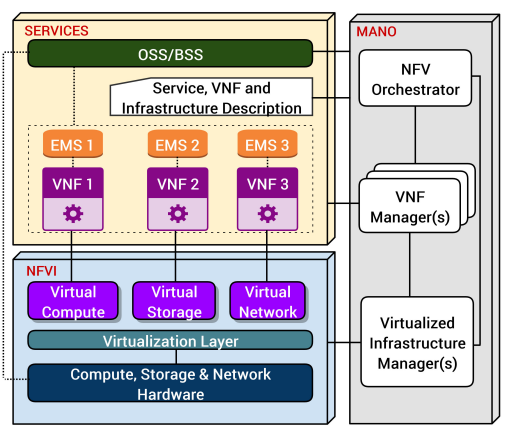 SERVICES
OSS/BSS
Service, VNF and
Infrastructure Description
EMS 1
EMS 2
EMS 3
VNF 1
VNF 2
VNF 3
NFVI
Virtual
Compute
Virtual
Storage
Virtual
Network
Virtualization Layer
Compute, Storage & Network
Hardware
MANO
NFV
Orchestrator
VNF
Manager(s)
Virtualized
Infrastructure
Manager(s)